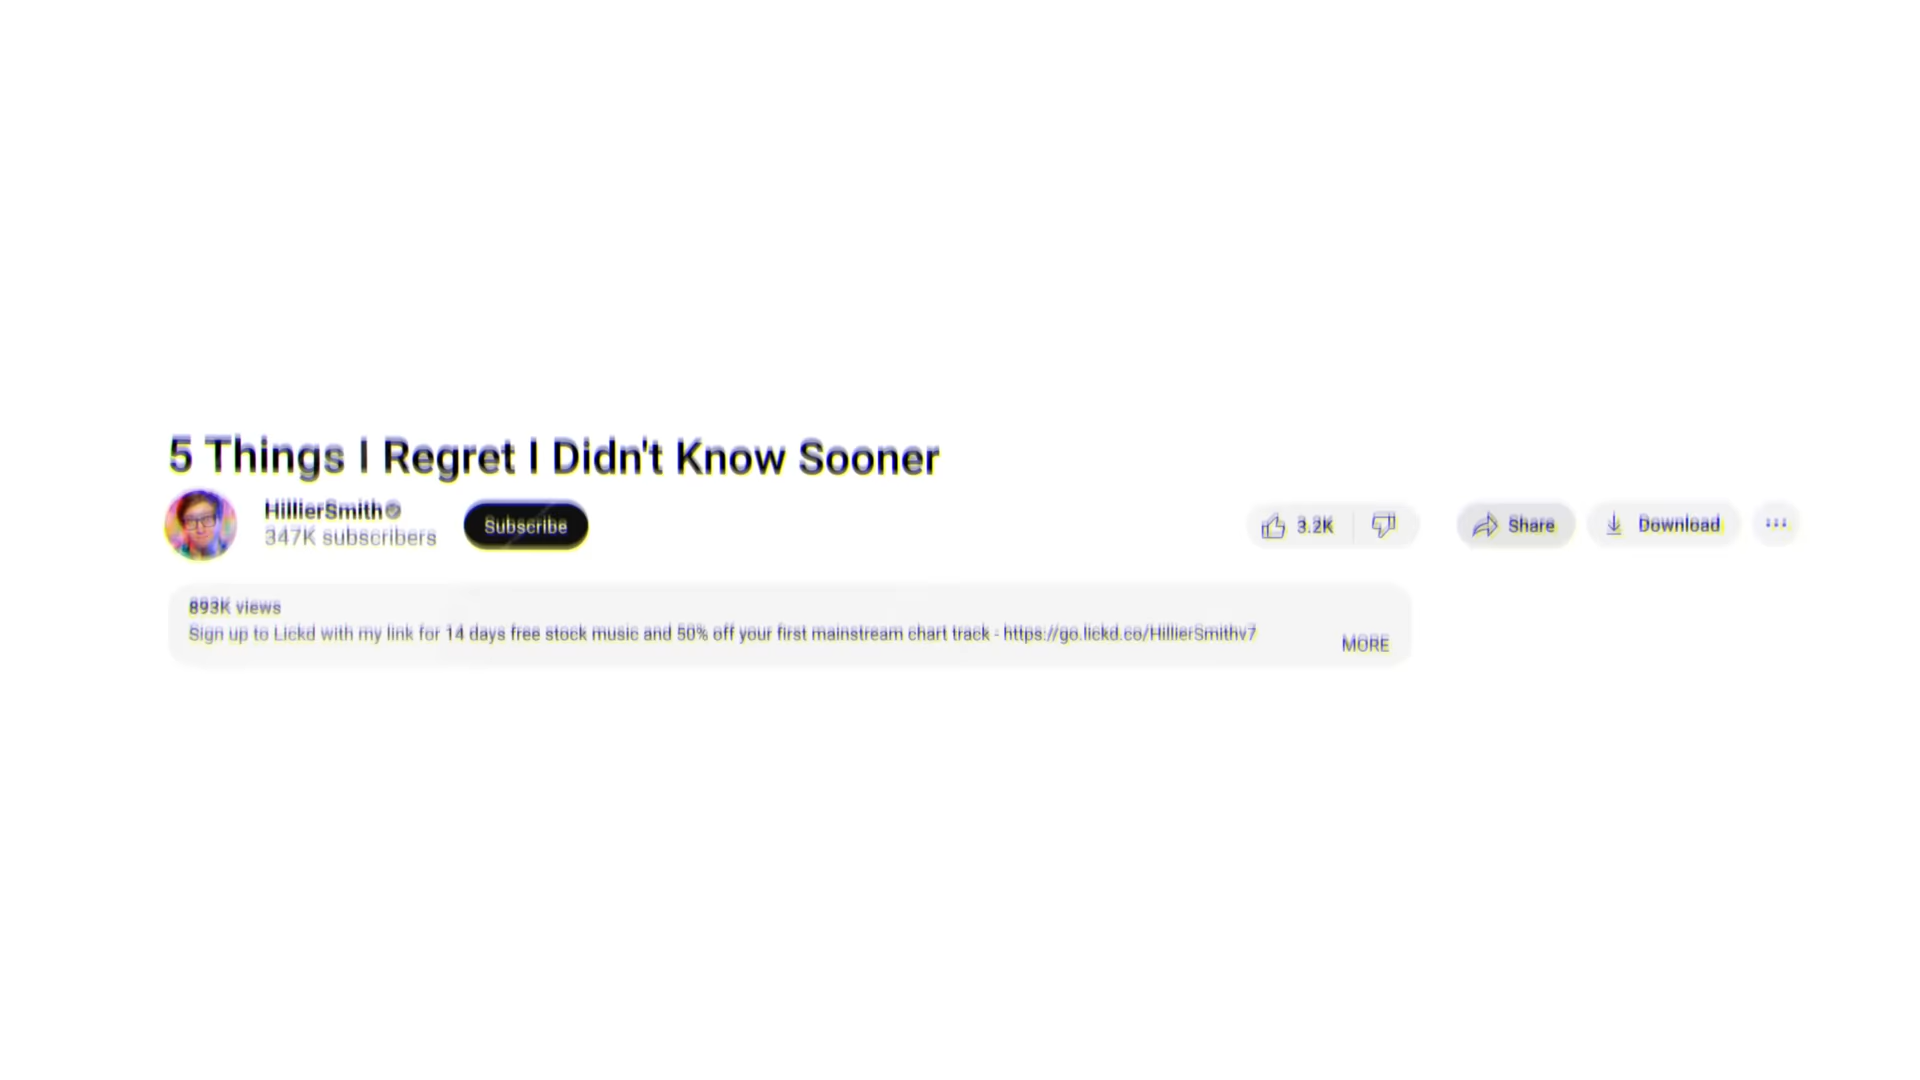 5 Things I Regret I Didn't Know Sooner
HillierSmith
347K subscribers
Subscribe
3.2K
Share
Download
893K views
Sign up to Lickd with my link for 14 days free stock music and 50% off your first mainstream chart track - https://go.lickd.co/HillierSmithv7
MORE